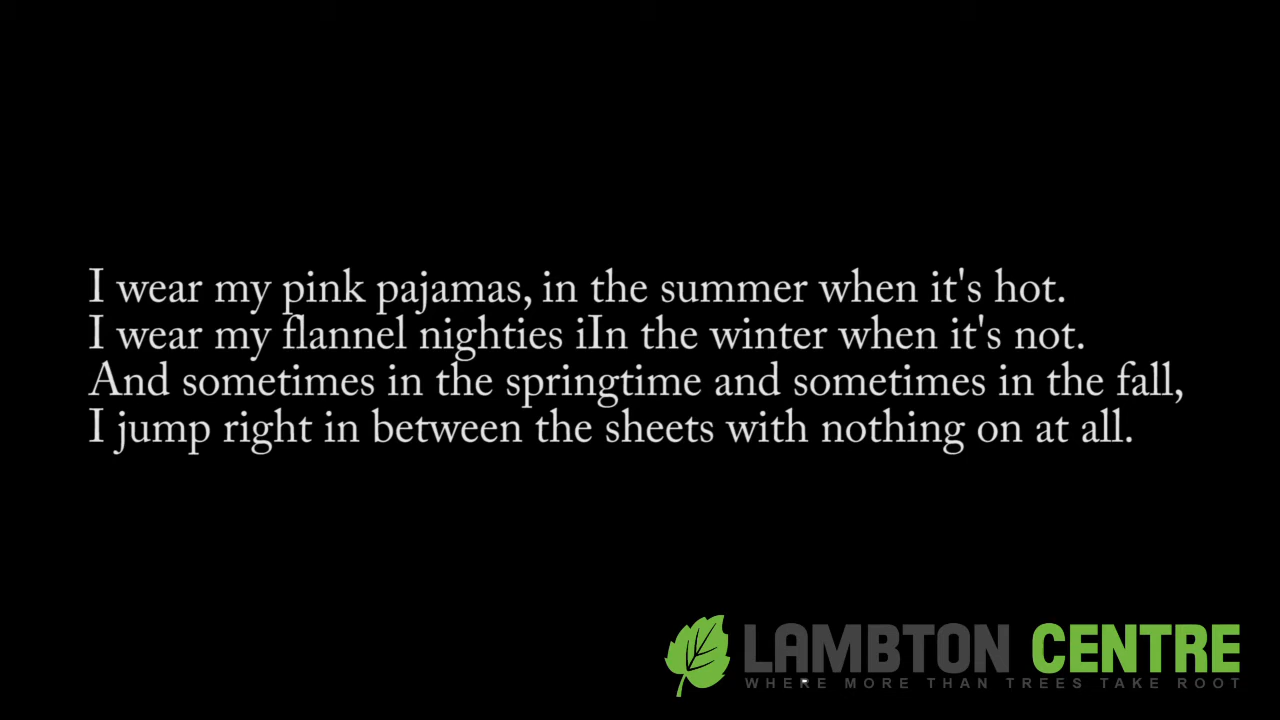 I wear my pink pajamas, in the summer when it's hot.
I wear my flannel nighties iIn the winter when it's not.
And sometimes in the springtime and sometimes in the fall,
I jump right in between the sheets with nothing on at all.
LAMBTON CENTRE
WHERE MORE THAN TREES TAKE ROOT